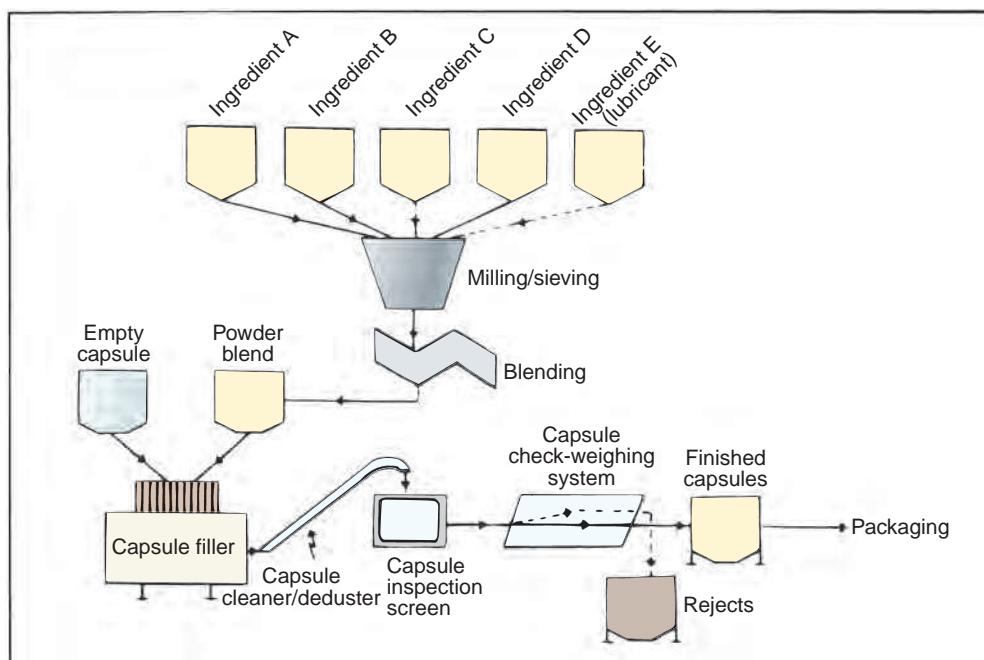 Ingredient A
Ingredient B
Ingredient C
Ingredient D
Ingredient E
(lubricant)
Milling/sieving
Empty
capsule
Powder
blend
Blending
Capsule
check-weighing
system
Finished
capsules
Capsule filler
Packaging
Capsule
cleaner/deduster
Capsule
inspection
screen
Rejects